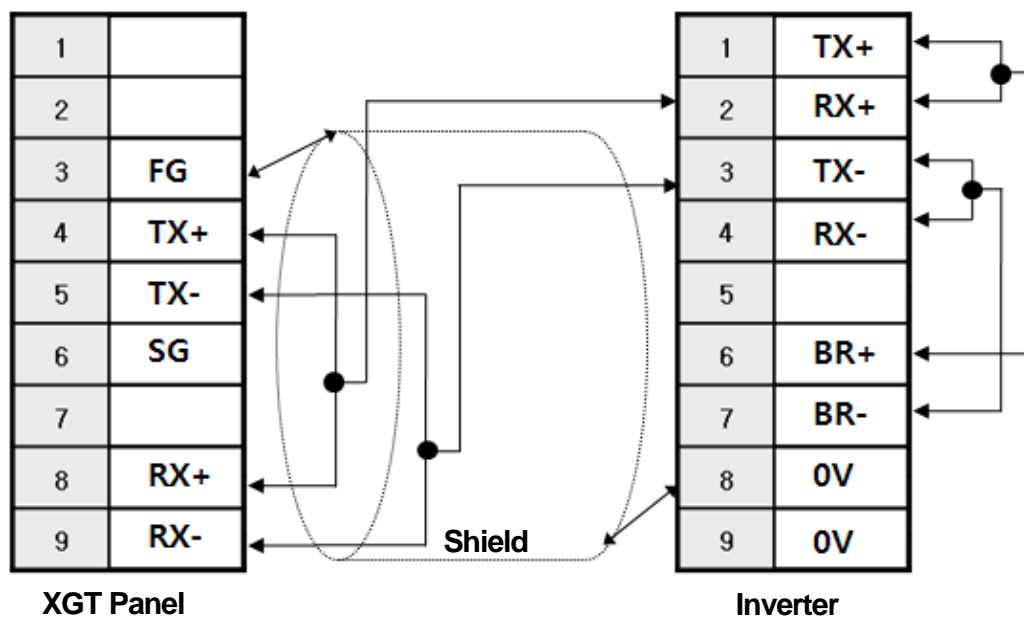 1
2
3 FG
4 TX+
5 TX-
6 SG
7
8 RX+
9 RX-
XGT Panel
Shield
1 TX+
2 RX+
3 TX-
4 RX-
5
6 BR+
7 BR-
8 0V
9 0V
Inverter